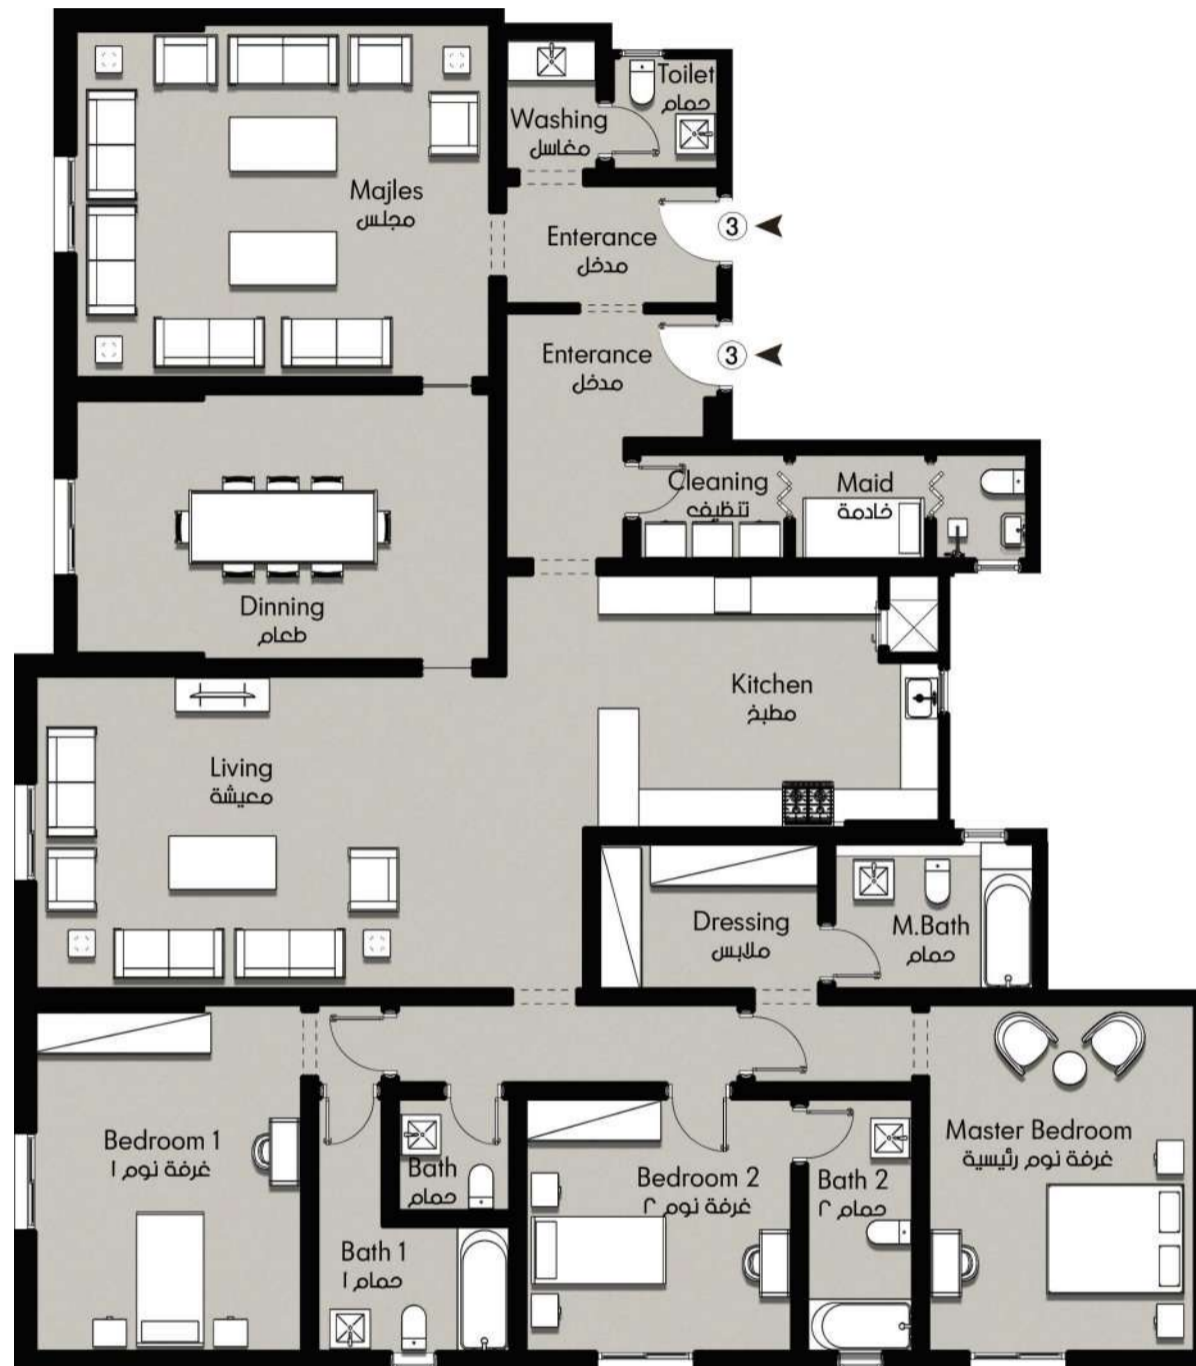 Toilet
حمام
Washing
مغاسل
Majles
مجلس
Enterance
مدخل
3
Enterance
مدخل
3
Cleaning
تنظيف
Maid
خادمة
Dinning
طعام
Kitchen
مطبخ
Living
معيشة
Dressing
ملابس
M.Bath
حمام
Bedroom 1
غرفة نوم ١
Bath
حمام
Bath 1
حمام ١
Bedroom 2
غرفة نوم ٢
Bath 2
حمام ٢
Master Bedroom
غرفة نوم رئيسية